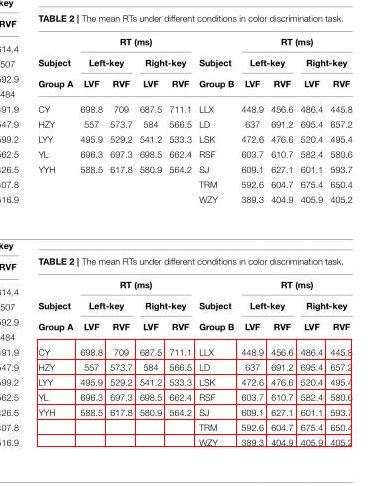 key
RVF
514.4
507
592.9
484
491.9
547.9
599.2
562.5
426.5
407.8
516.9
TABLE 2 | The mean RTs under different conditions in color discrimination task.
RT (ms) RT (ms)
Subject Left-key Right-key Subject Left-key Right-key
Group A LVF RVF LVF RVF Group B LVF RVF LVF RVF
CY 698.8 709 687.5 711.1 LLX 448.9 456.6 486.4 445.8
HZY 557 573.7 584 566.5 LD 637 691.2 695.4 657.2
LYY 495.9 529.2 541.2 533.3 LSK 472.6 476.6 520.4 495.4
YL 696.3 697.3 698.5 662.4 RSF 603.7 610.7 582.4 580.6
YYH 588.5 617.8 580.9 564.2 SJ 609.1 627.1 601.1 593.7
TRM 592.6 604.7 675.4 650.4
WZY 389.3 404.9 405.9 405.2
key
RVF
514.4
507
592.9
484
491.9
547.9
599.2
562.5
426.5
407.8
516.9
TABLE 2 | The mean RTs under different conditions in color discrimination task.
RT (ms) RT (ms)
Subject Left-key Right-key Subject Left-key Right-key
Group A LVF RVF LVF RVF Group B LVF RVF LVF RVF
CY 698.8 709 687.5 711.1 LLX 448.9 456.6 486.4 445.8
HZY 557 573.7 584 566.5 LD 637 691.2 695.4 657.2
LYY 495.9 529.2 541.2 533.3 LSK 472.6 476.6 520.4 495.4
YL 696.3 697.3 698.5 662.4 RSF 603.7 610.7 582.4 580.6
YYH 588.5 617.8 580.9 564.2 SJ 609.1 627.1 601.1 593.7
TRM 592.6 604.7 675.4 650.4
WZY 389.3 404.9 405.9 405.2